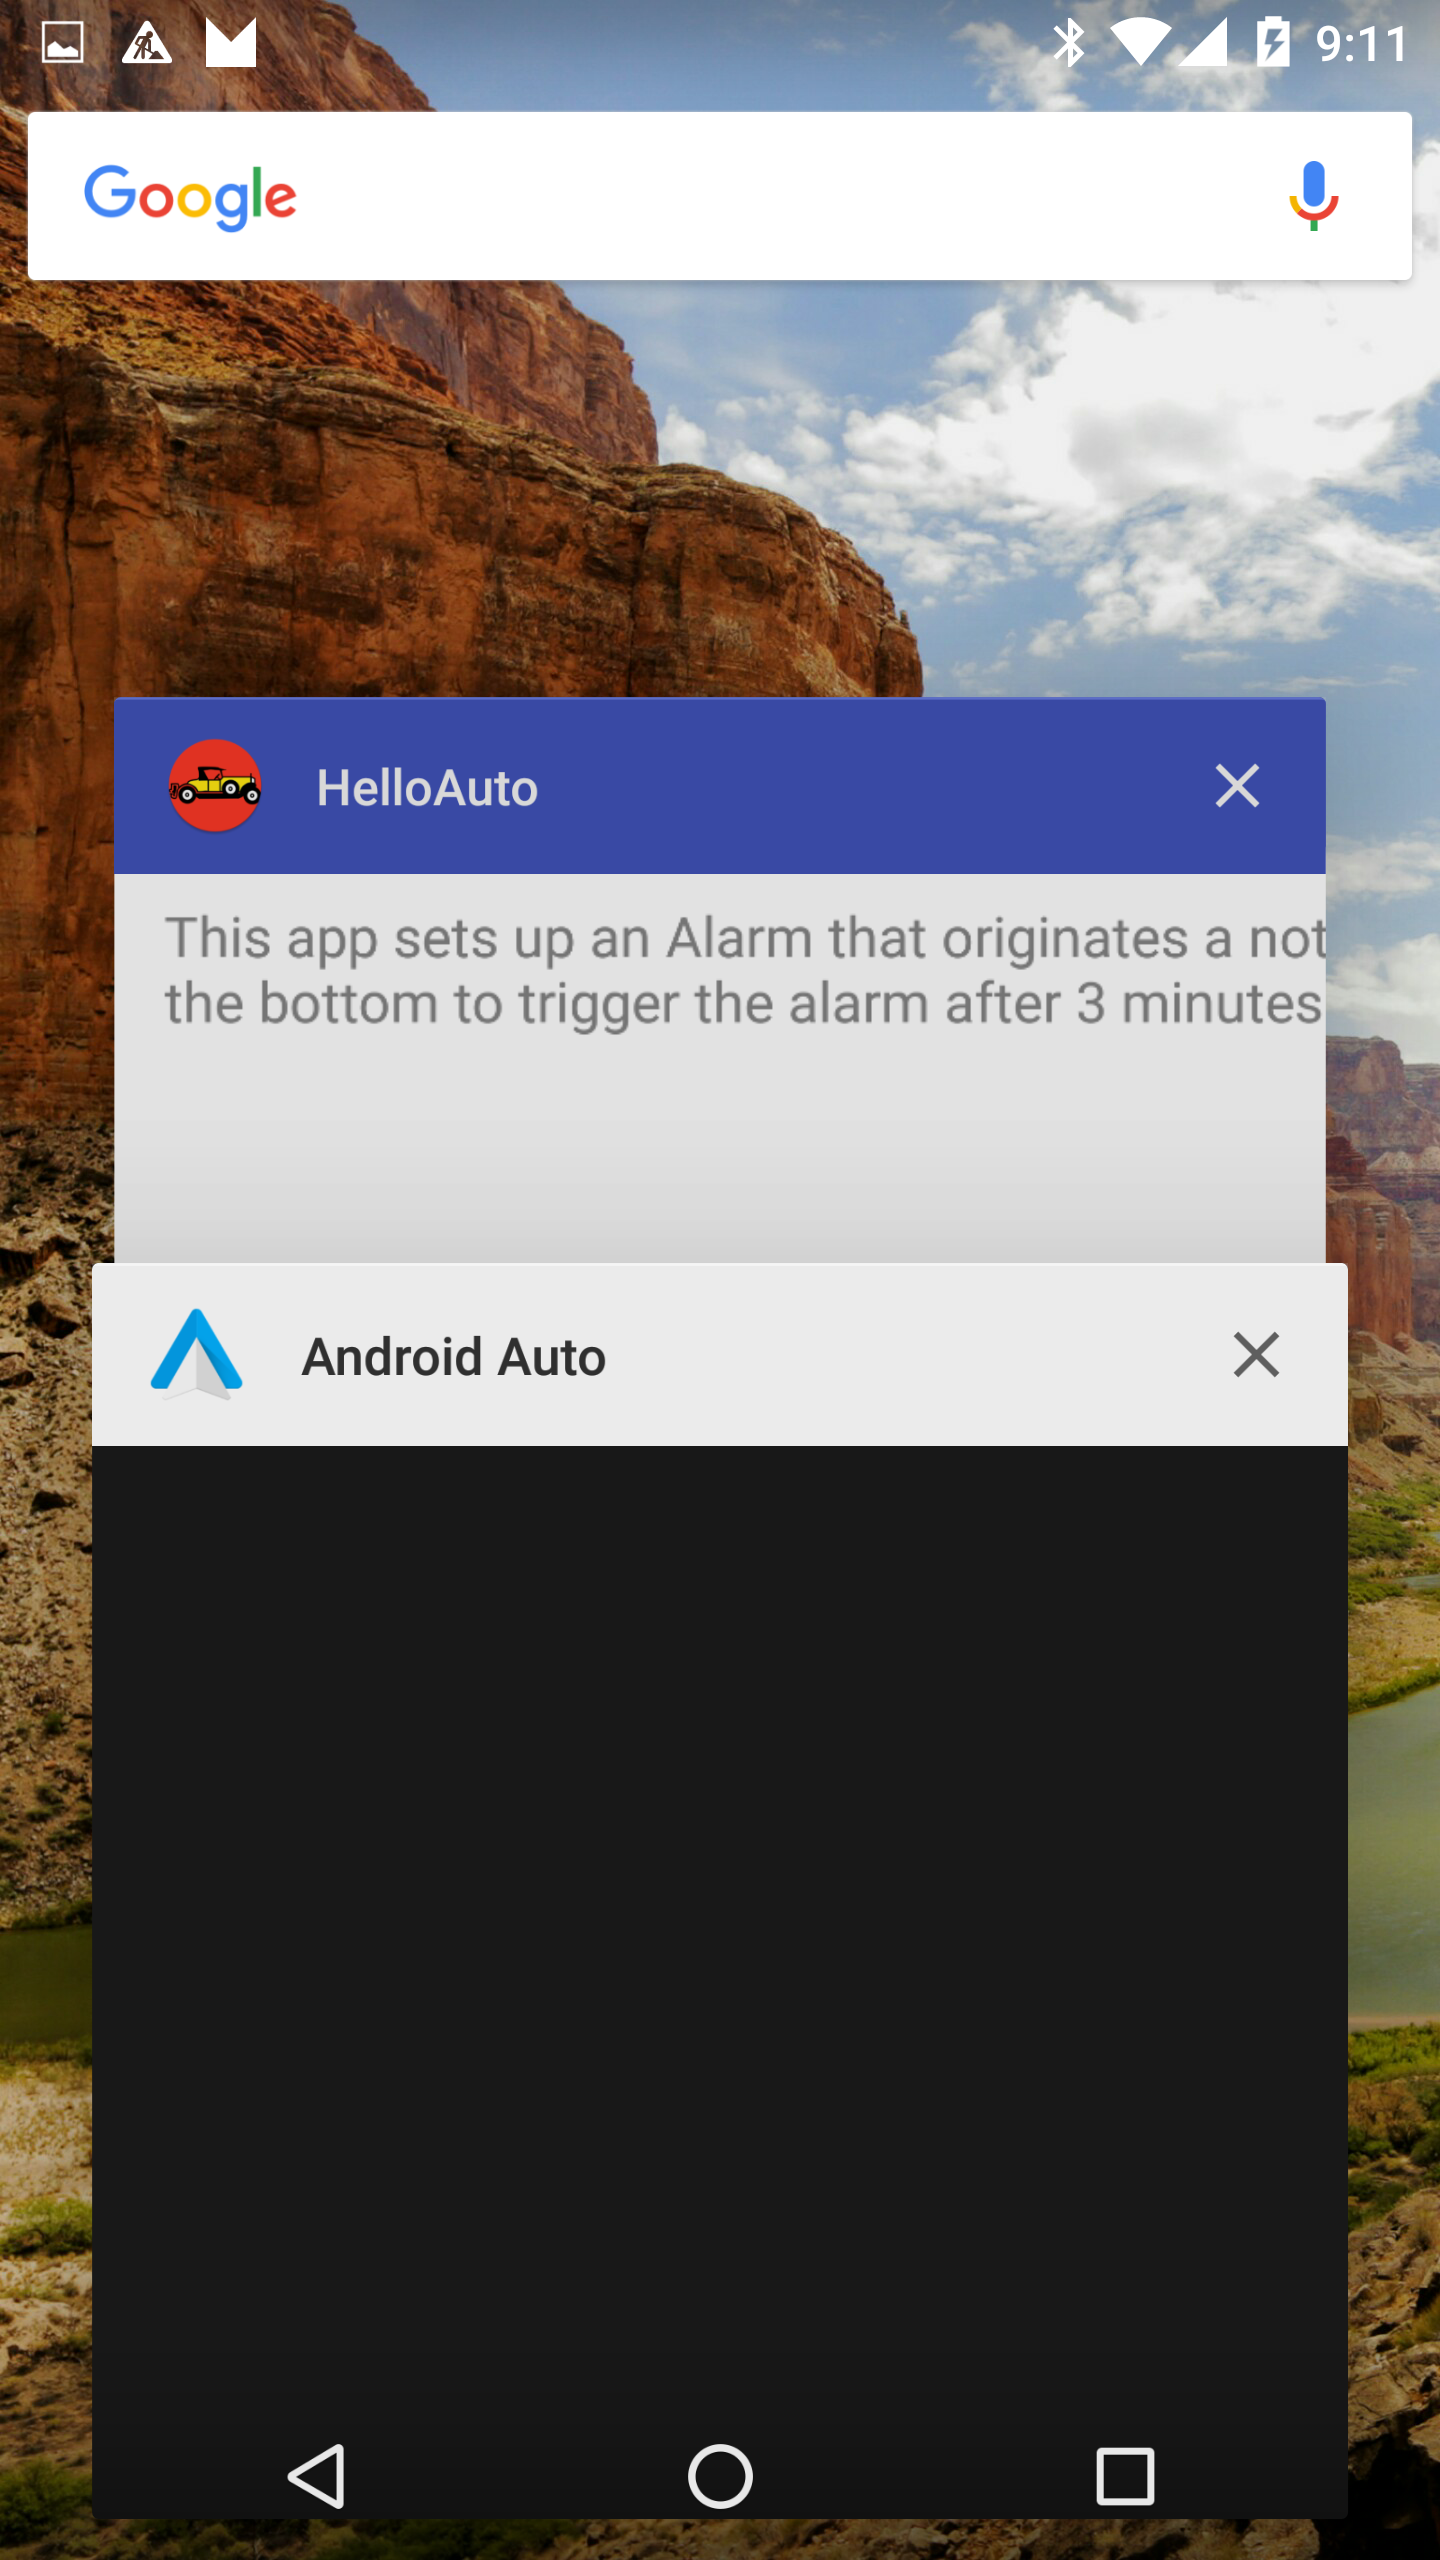 9:11
Google
HelloAuto
This app sets up an Alarm that originates a not
the bottom to trigger the alarm after 3 minutes
Android Auto